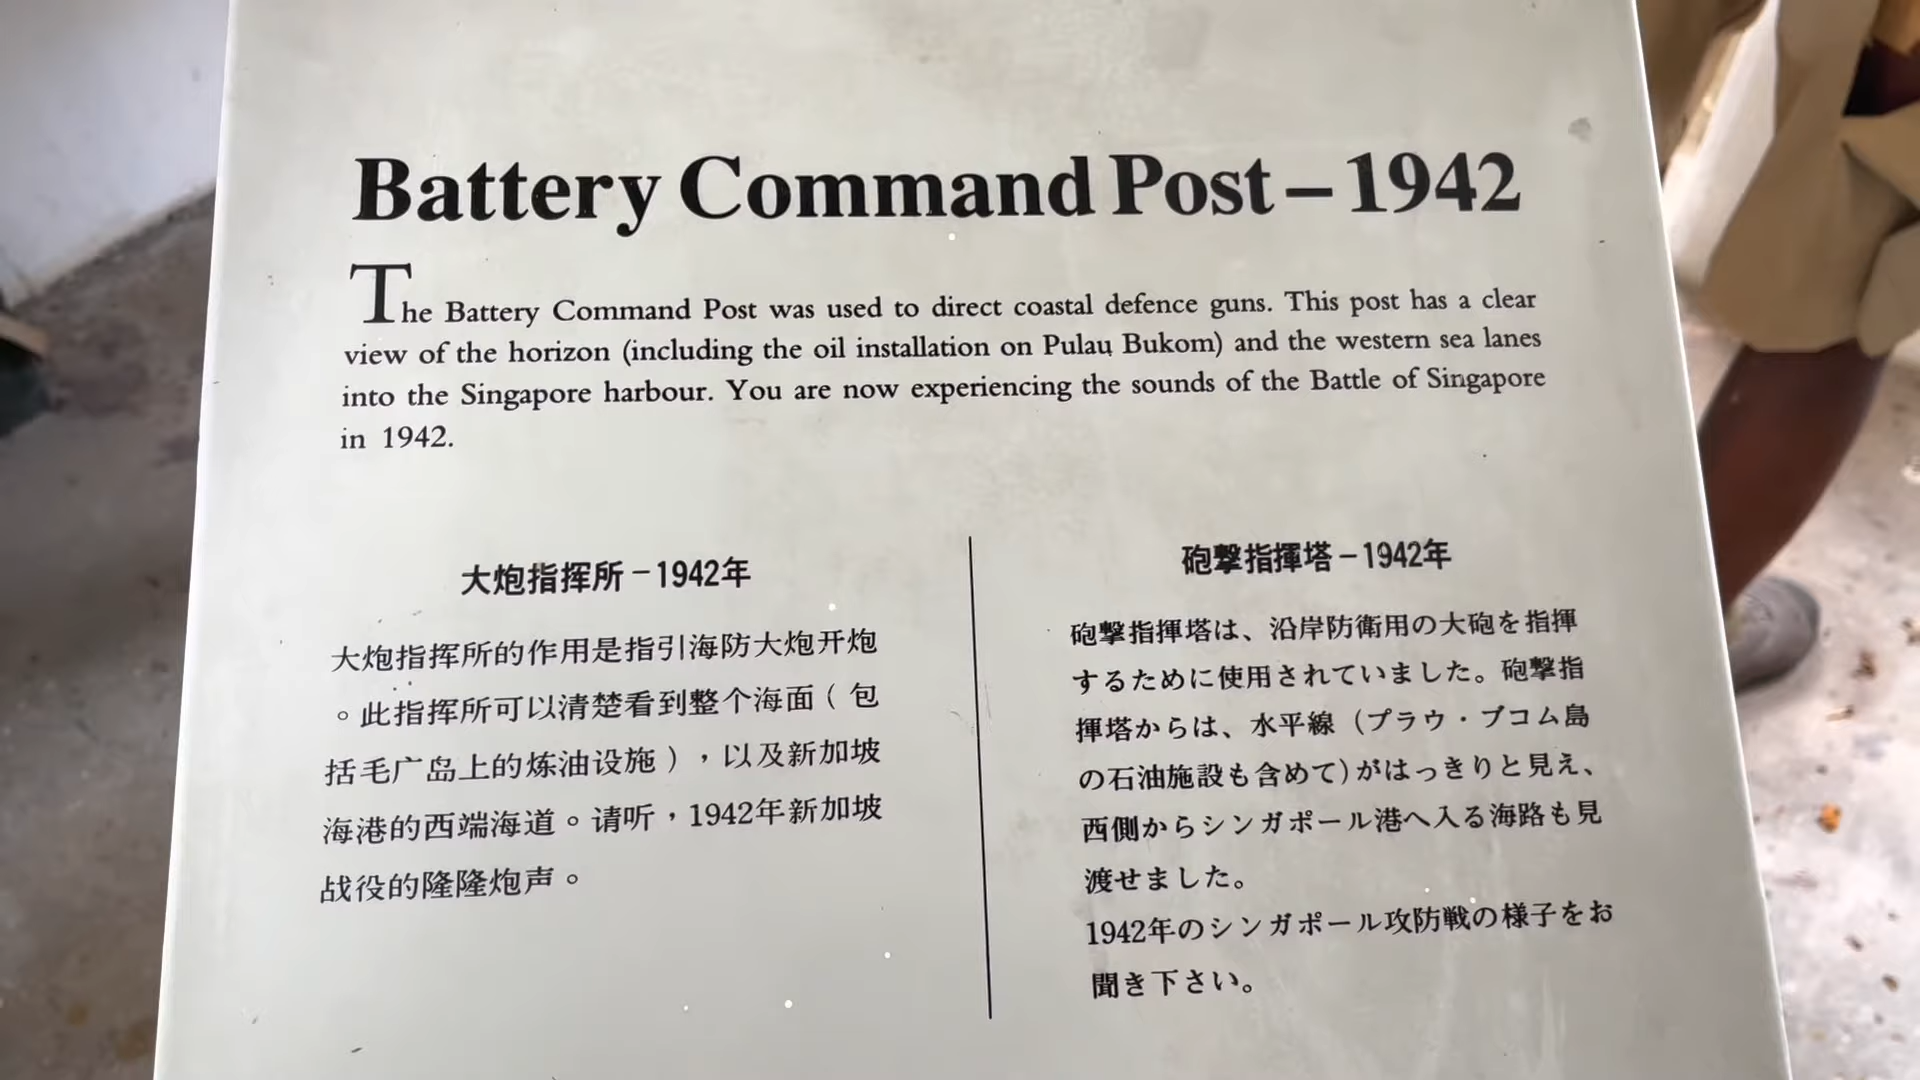 Battery Command Post – 1942
The Battery Command Post was used to direct coastal defence guns. This post has a clear
view of the horizon (including the oil installation on Pulau Bukom) and the western sea lanes
into the Singapore harbour. You are now experiencing the sounds of the Battle of Singapore
in 1942.
大炮指挥所－1942年
大炮指挥所的作用是指引海防大炮开炮
。此指挥所可以清楚看到整个海面（包
括毛广岛上的炼油设施），以及新加坡
海港的西端海道。请听，1942年新加坡
战役的隆隆炮声。
砲撃指揮塔－1942年
砲撃指揮塔は、沿岸防衛用の大砲を指揮
するために使用されていました。砲撃指
揮塔からは、水平線（プラウ・ブコム島
の石油施設も含めて)がはっきりと見え、
西側からシンガポール港へ入る海路も見
渡せました。
1942年のシンガポール攻防戦の様子をお
聞き下さい。